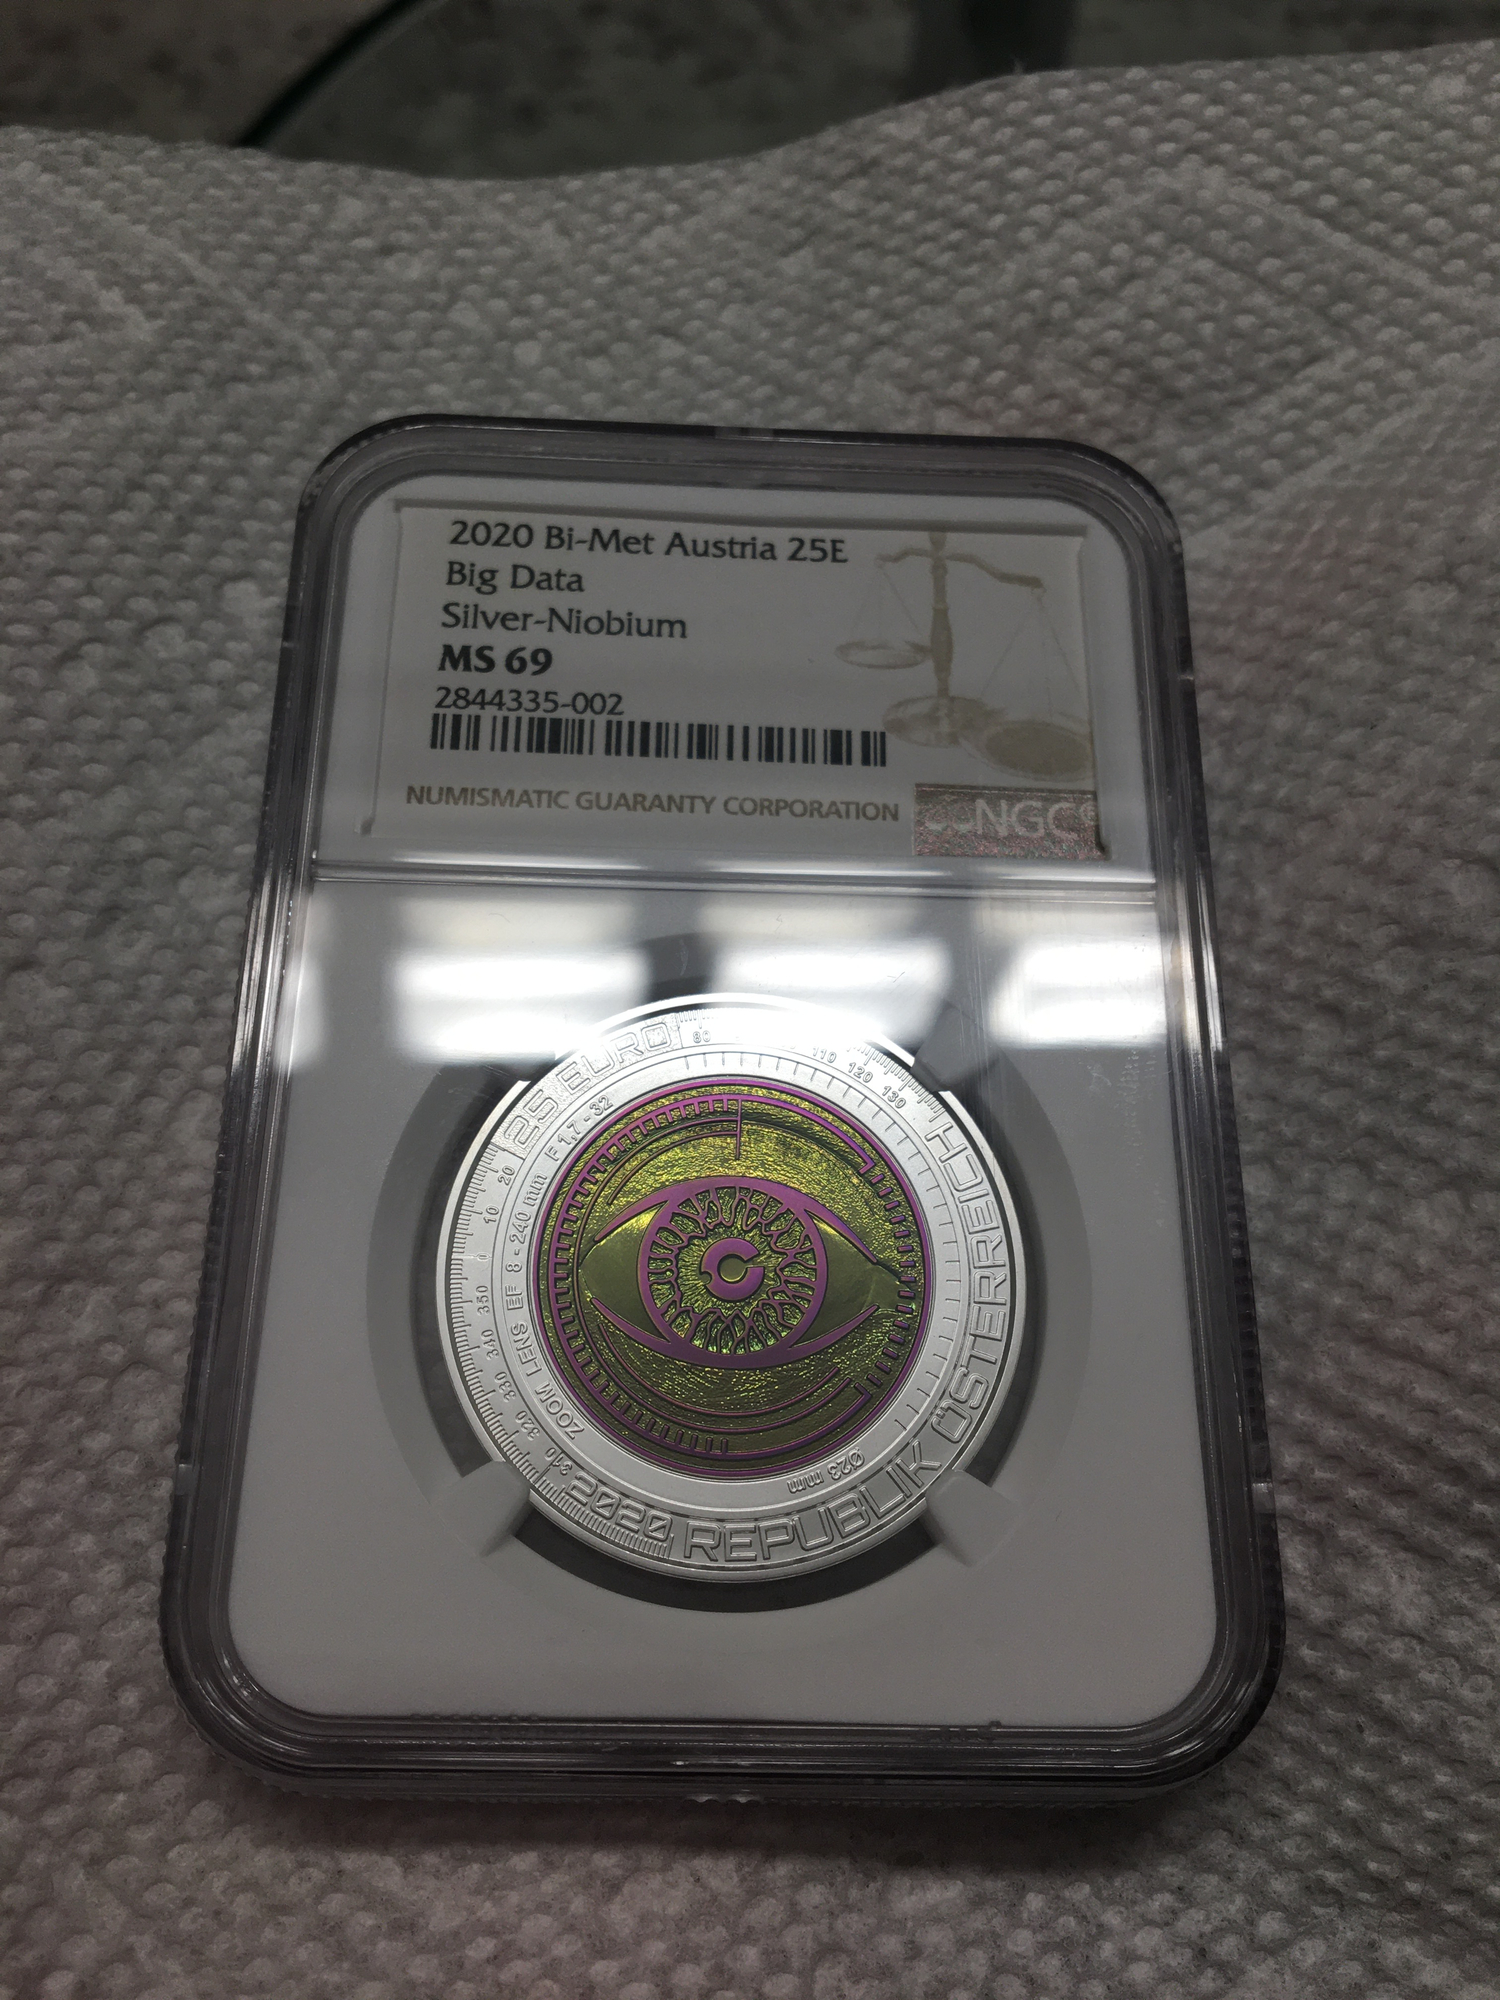 2020 Bi-Met Austria 25E
Big Data
Silver-Niobium
MS 69
2844335-002
NUMISMATIC GUARANTY CORPORATION
NGC
25 EURO
80
110 120 130
REPUBLIK ÖSTERREICH
2020
310 320 330 340 350 0 10 20
ZOOM LENS EF 8-240 mm F 1,7-32
Ø23 mm